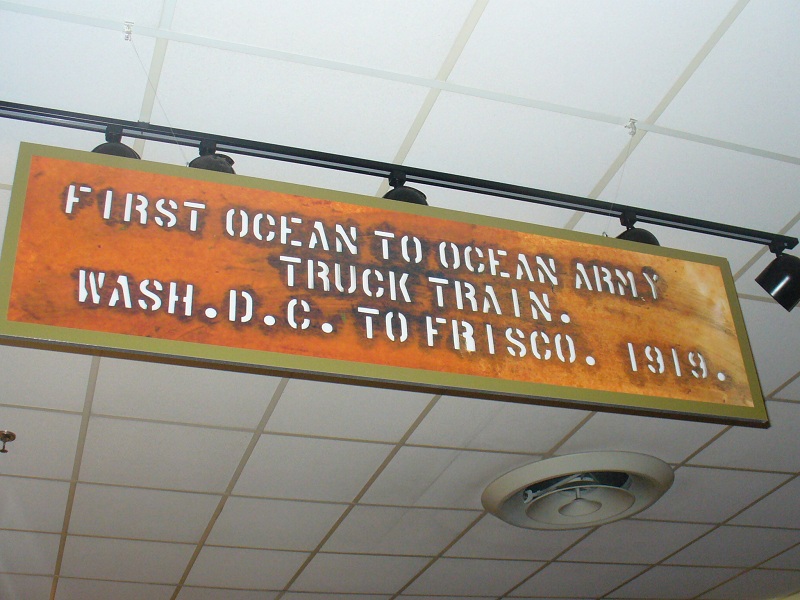 FIRST OCEAN TO OCEAN ARMY
TRUCK TRAIN.
WASH.D.C. TO FRISCO. 1919.